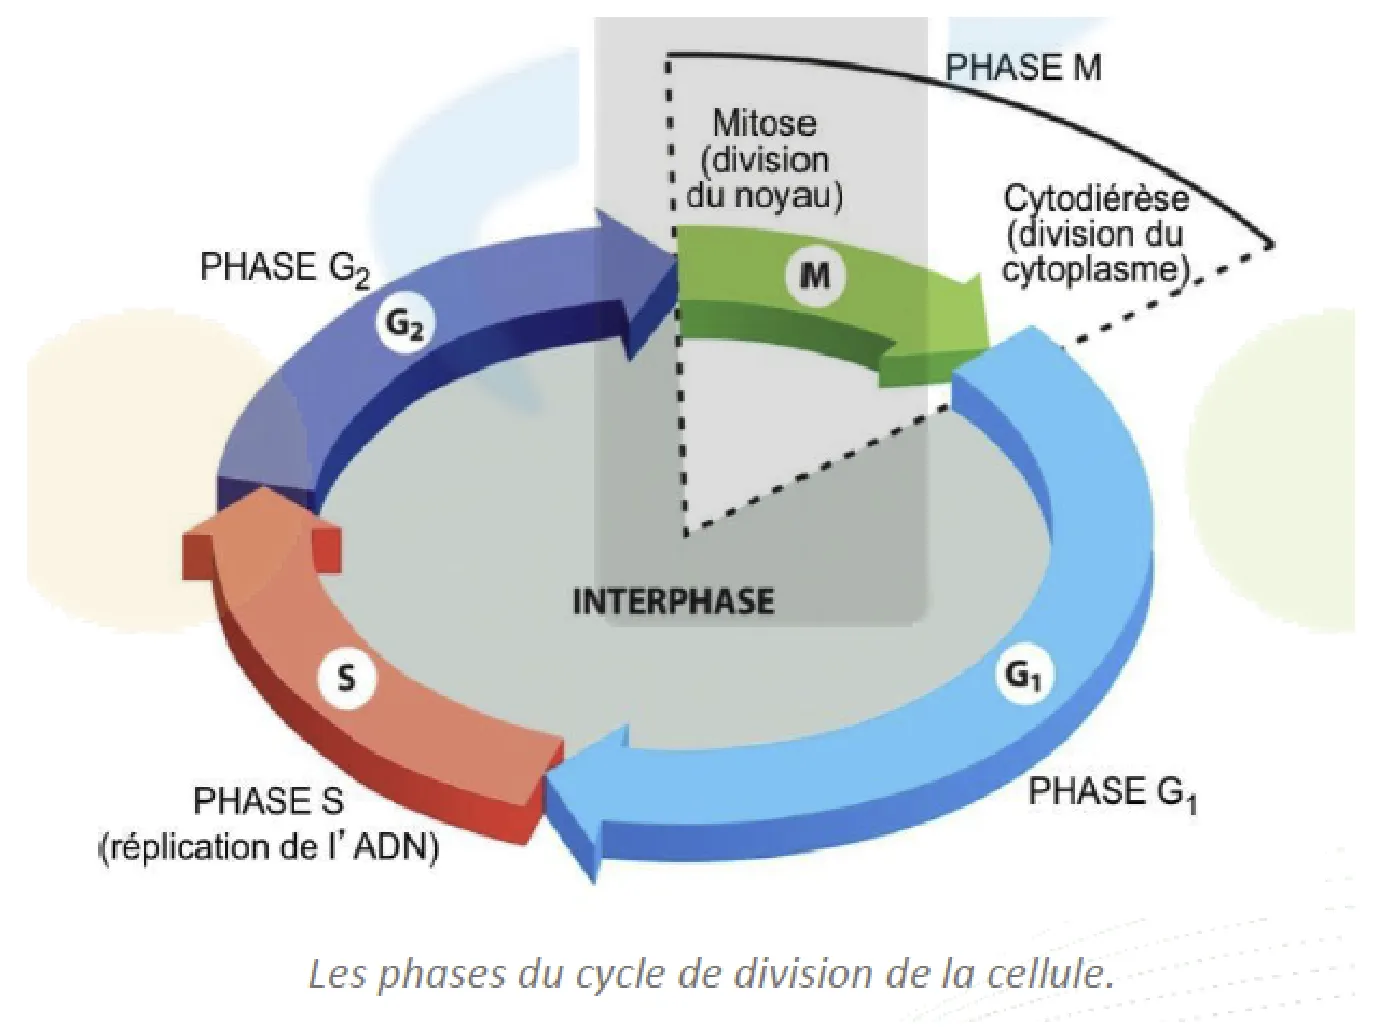 PHASE M
Mitose
(division
du noyau)
Cytodiérèse
(division du
cytoplasme)
M
PHASE G₂
G₂
INTERPHASE
S
G₁
PHASE S
(réplication de l’ADN)
PHASE G₁
Les phases du cycle de division de la cellule.